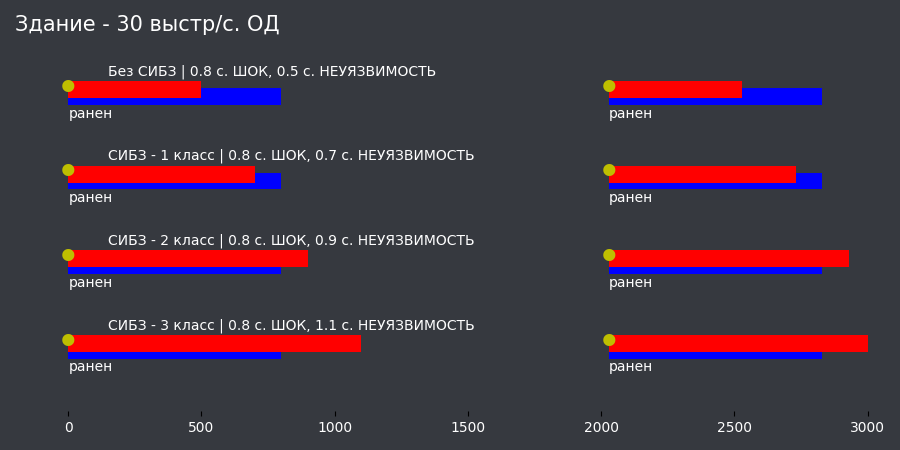 Здание - 30 выстр/с. ОД
Без СИБЗ | 0.8 с. ШОК, 0.5 с. НЕУЯЗВИМОСТЬ
ранен
ранен
СИБЗ - 1 класс | 0.8 с. ШОК, 0.7 с. НЕУЯЗВИМОСТЬ
ранен
ранен
СИБЗ - 2 класс | 0.8 с. ШОК, 0.9 с. НЕУЯЗВИМОСТЬ
ранен
ранен
СИБЗ - 3 класс | 0.8 с. ШОК, 1.1 с. НЕУЯЗВИМОСТЬ
ранен
ранен
0 500 1000 1500 2000 2500 3000